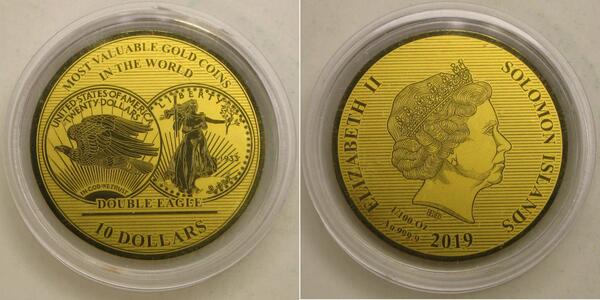 MOST VALUABLE GOLD COINS
IN THE WORLD
UNITED STATES OF AMERICA
TWENTY DOLLARS
LIBERTY
1933
IN GOD WE TRUST
DOUBLE EAGLE
10 DOLLARS
ELIZABETH II
SOLOMON ISLANDS
1/100 Oz
Au 999.9
2019